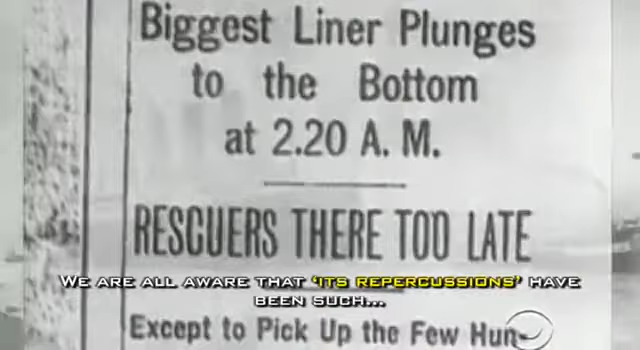 Biggest Liner Plunges
to the Bottom
at 2.20 A. M.
RESCUERS THERE TOO LATE
WE ARE ALL AWARE THAT 'ITS REPERCUSSIONS' HAVE
BEEN SUCH...
Except to Pick Up the Few Hun-